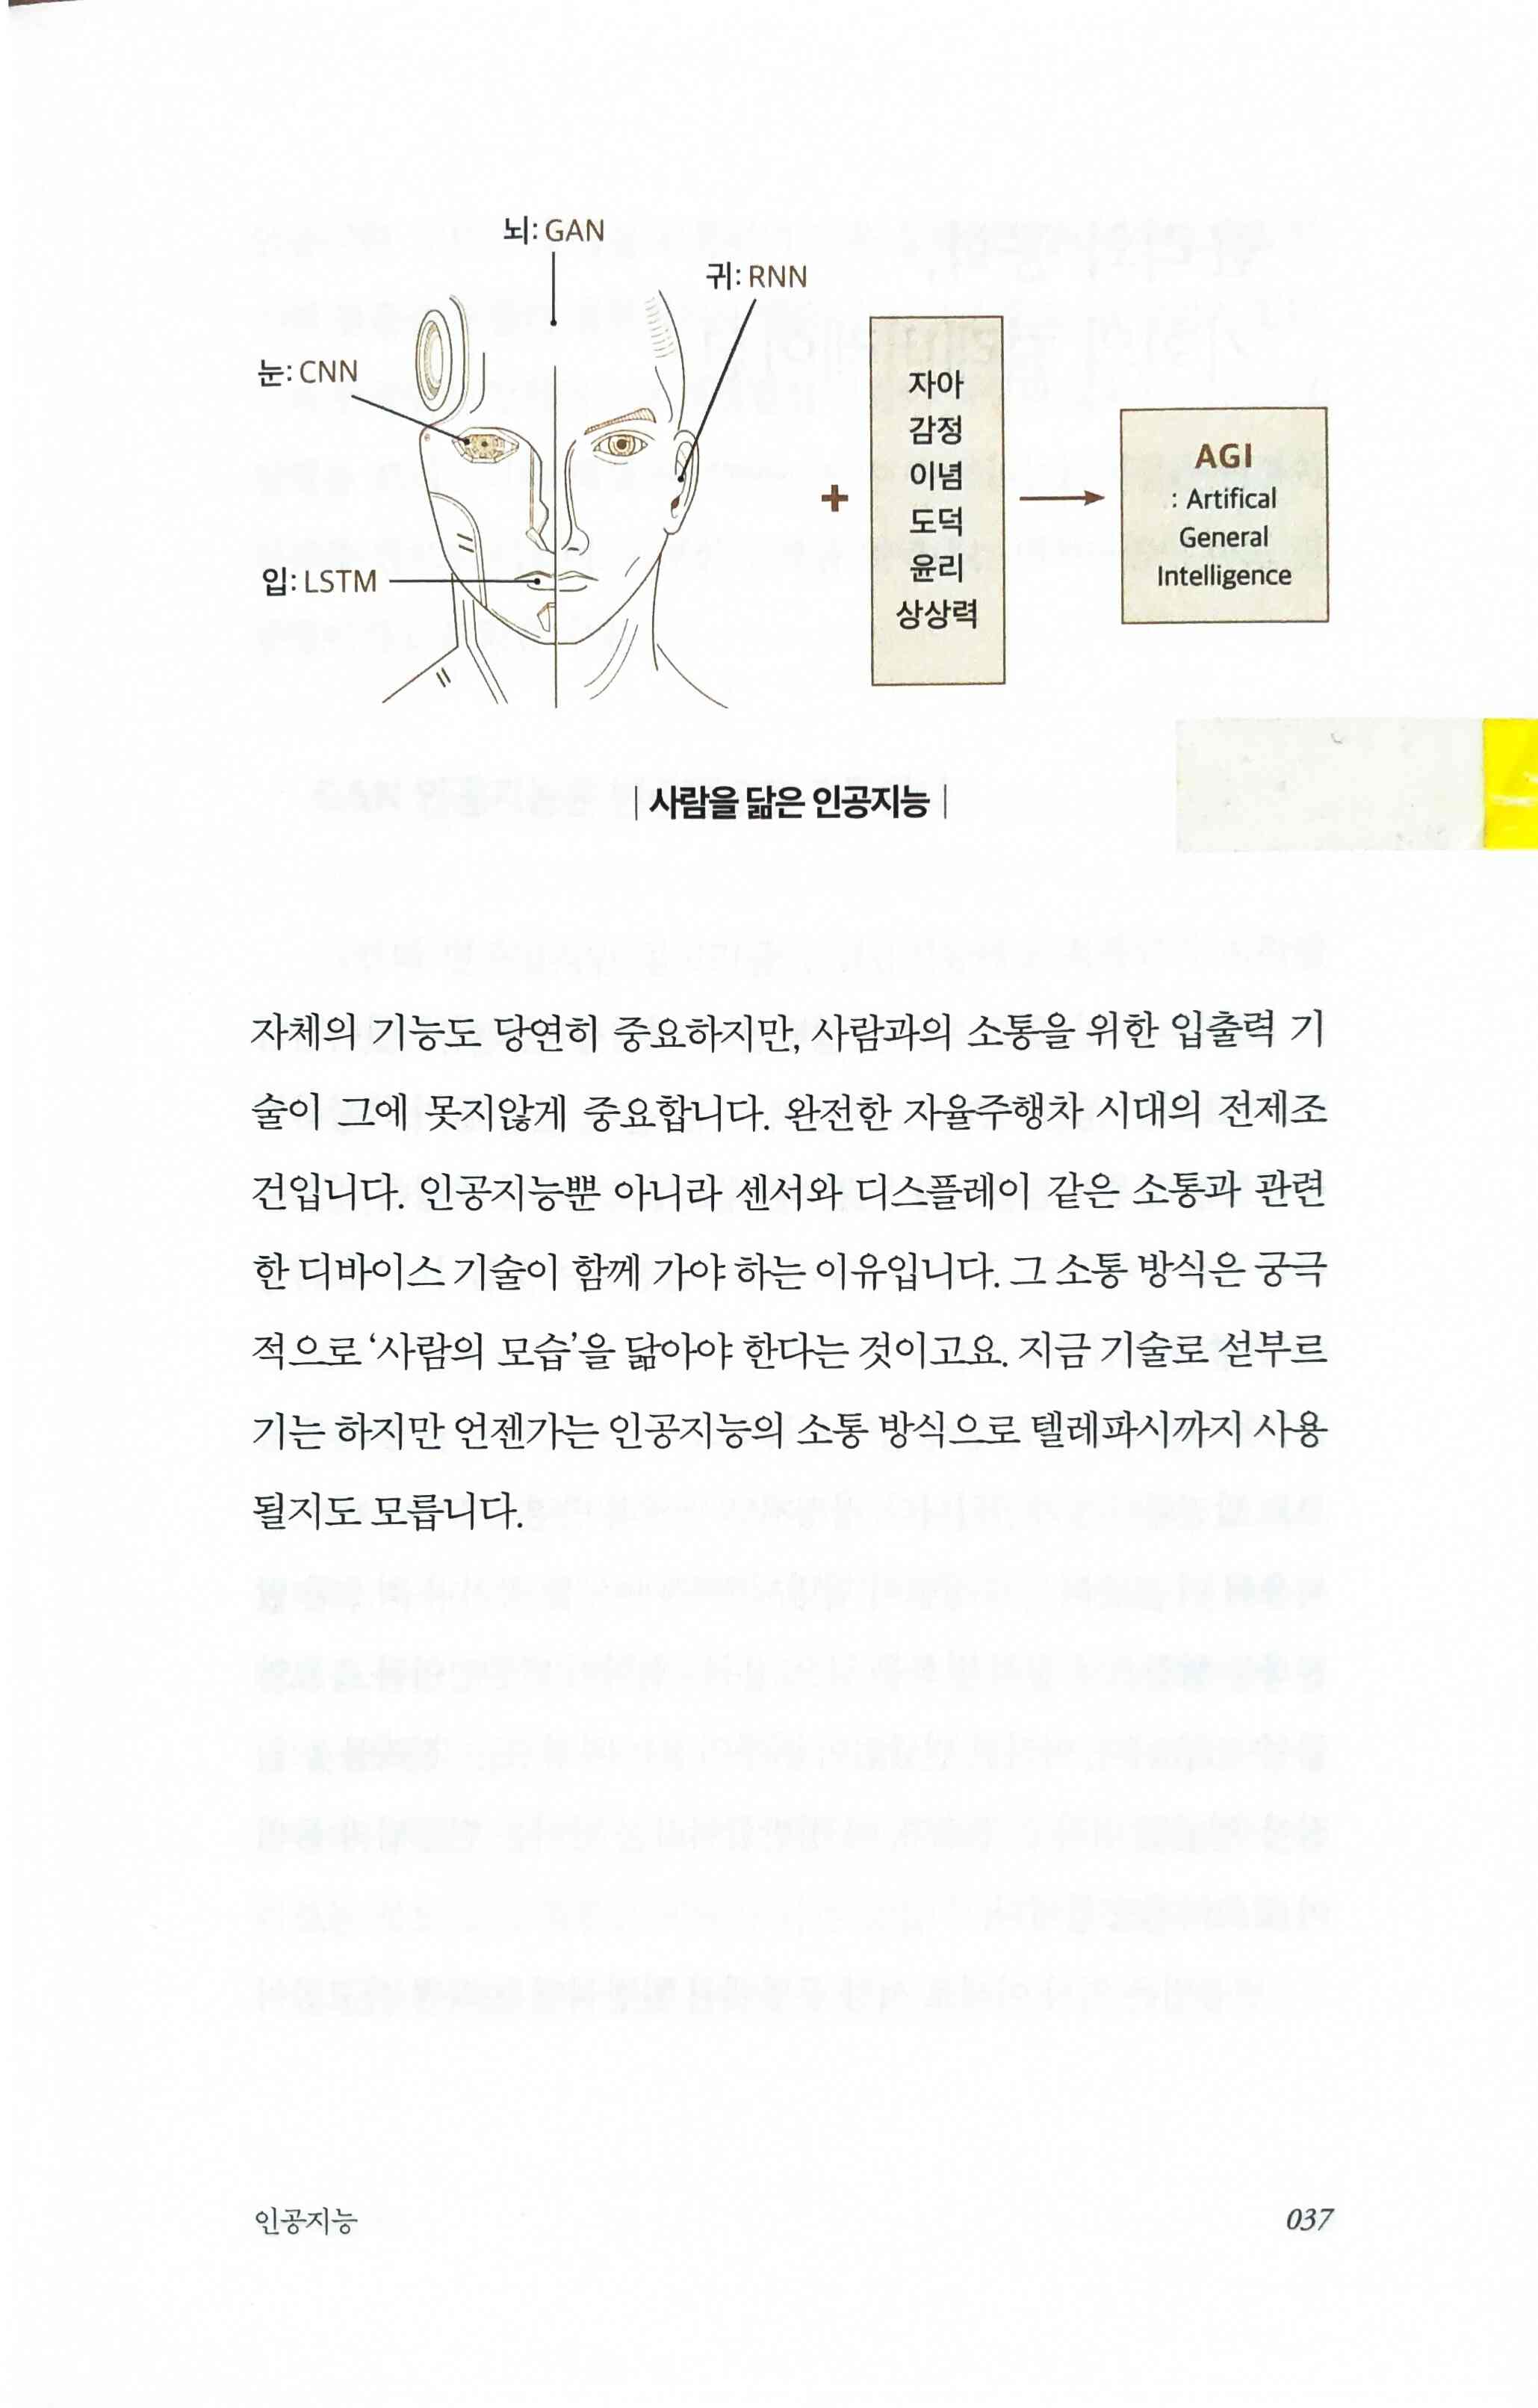 뇌: GAN
귀: RNN
눈: CNN
입: LSTM
+
자아
감정
이념
도덕
윤리
상상력
AGI
: Artifical
General
Intelligence
| 사람을 닮은 인공지능 |
자체의 기능도 당연히 중요하지만, 사람과의 소통을 위한 입출력 기
술이 그에 못지않게 중요합니다. 완전한 자율주행차 시대의 전제조
건입니다. 인공지능뿐 아니라 센서와 디스플레이 같은 소통과 관련
한 디바이스 기술이 함께 가야 하는 이유입니다. 그 소통 방식은 궁극
적으로 ‘사람의 모습’을 닮아야 한다는 것이고요. 지금 기술로 섣부르
기는 하지만 언젠가는 인공지능의 소통 방식으로 텔레파시까지 사용
될지도 모릅니다.
인공지능
037